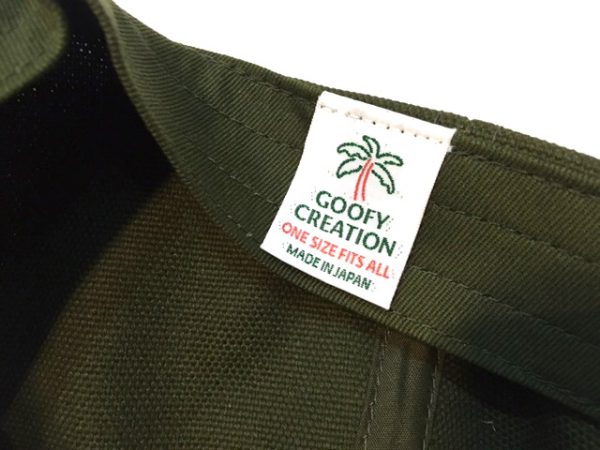 GOOFY
CREATION
ONE SIZE FITS ALL
MADE IN JAPAN